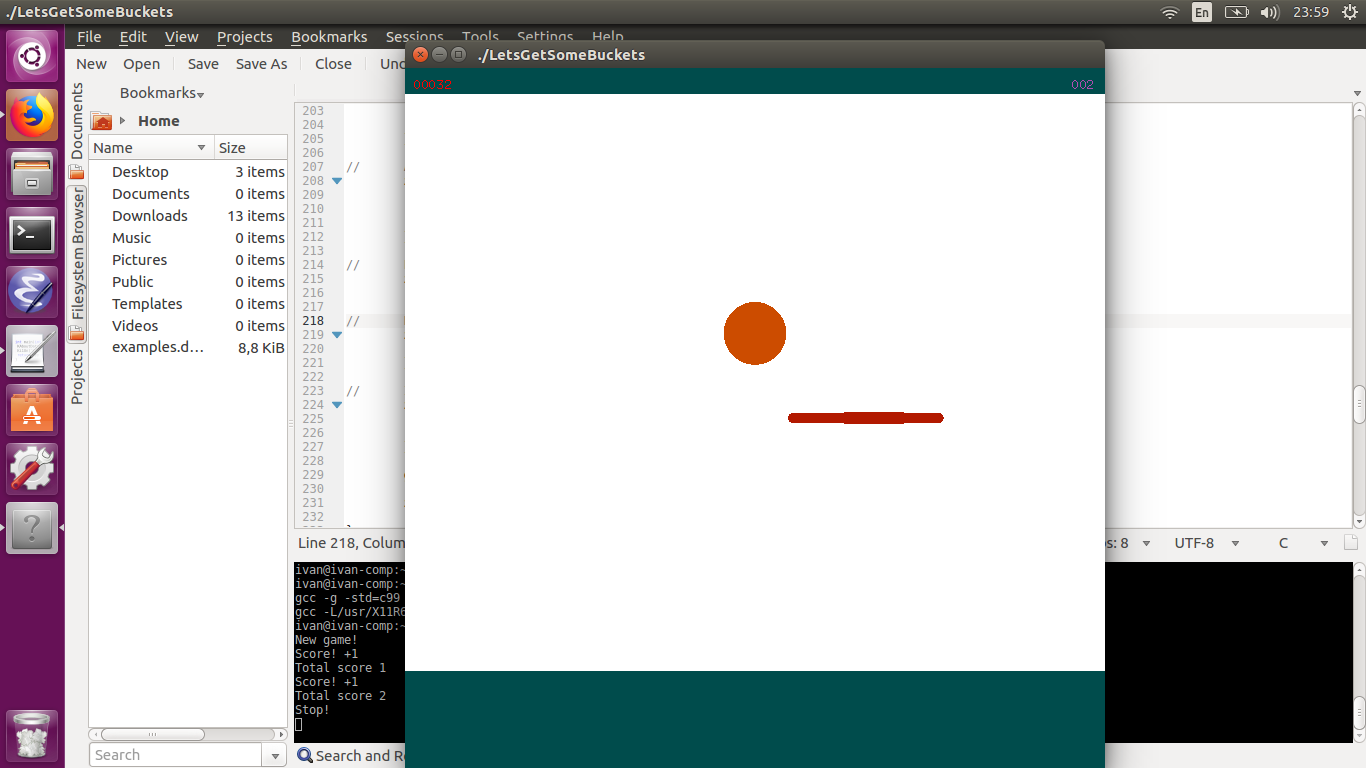 ./LetsGetSomeBuckets
En
23:59
File Edit View Projects Bookmarks Sessions Tools Settings Help
New Open Save Save As Close
./LetsGetSomeBuckets
00032
002
Bookmarks
Home
Name Size
Desktop 3 items
Documents 0 items
Downloads 13 items
Music 0 items
Pictures 0 items
Public 0 items
Templates 0 items
Videos 0 items
examples.d... 8,8 KiB
Search
Documents
Filesystem Browser
Projects
203
204
205
206
207 //
208
209
210
211
212
213
214 //
215
216
217
218 //
219
220
221
222
223 //
224
225
226
227
228
229
230
231
232
Line 218, Colum
: 8 UTF-8 C
ivan@ivan-comp:~
ivan@ivan-comp:~
gcc -g -std=c99
gcc -L/usr/X11R6
ivan@ivan-comp:~
New game!
Score! +1
Total score 1
Score! +1
Total score 2
Stop!
Search and Re